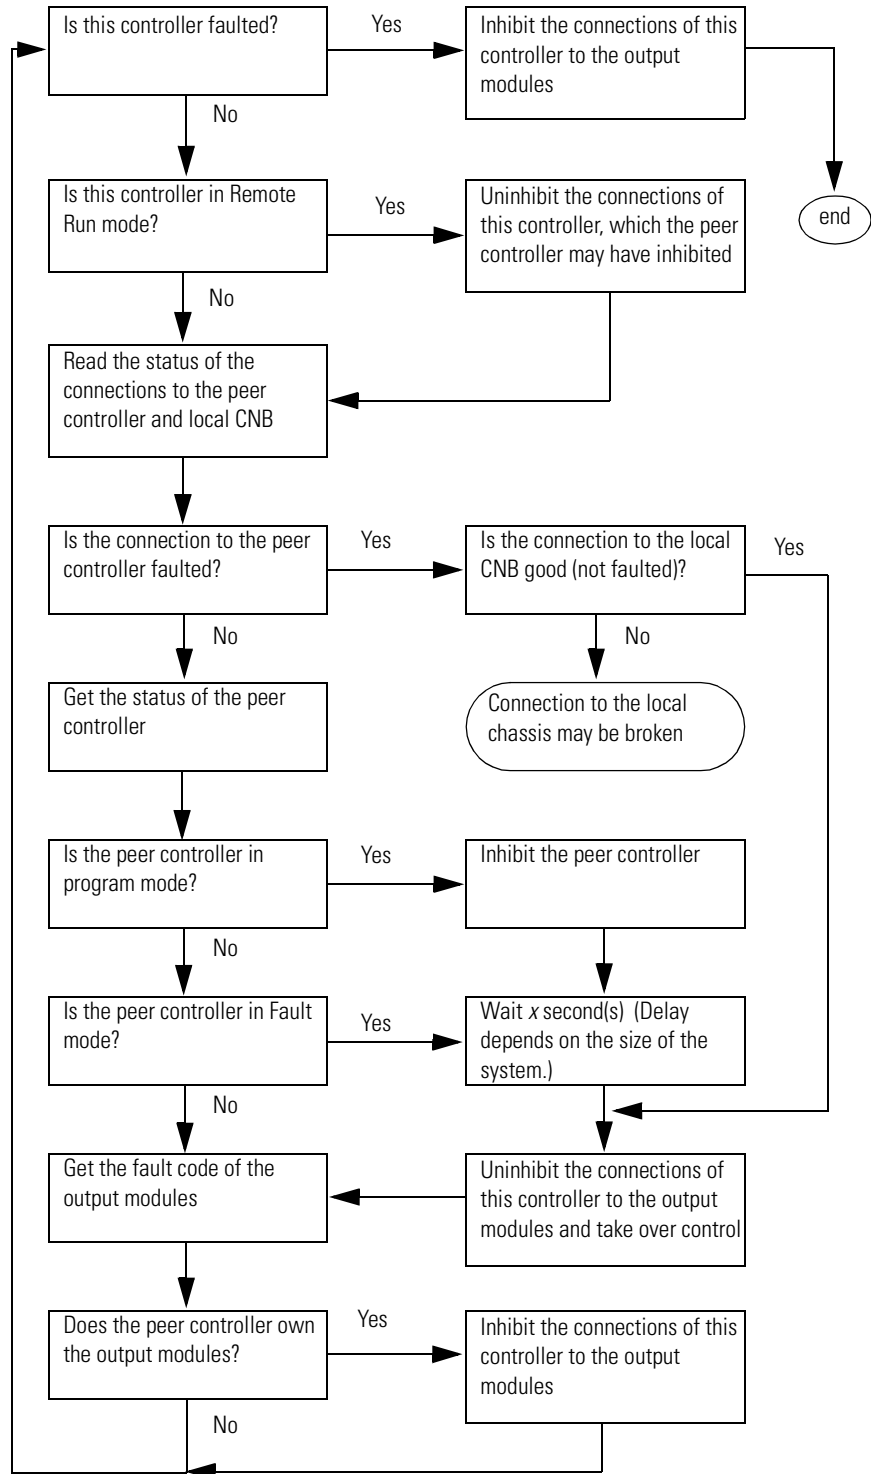 Is this controller faulted?
Yes
Inhibit the connections of this
controller to the output
modules
No
end
Is this controller in Remote
Run mode?
Yes
Uninhibit the connections of
this controller, which the peer
controller may have inhibited
No
Read the status of the
connections to the peer
controller and local CNB
Is the connection to the peer
controller faulted?
Yes
Is the connection to the local
CNB good (not faulted)?
Yes
No
No
Get the status of the peer
controller
Connection to the local
chassis may be broken
Is the peer controller in
program mode?
Yes
Inhibit the peer controller
No
Is the peer controller in Fault
mode?
Yes
Wait x second(s) (Delay
depends on the size of the
system.)
No
Get the fault code of the
output modules
Uninhibit the connections of
this controller to the output
modules and take over control
Does the peer controller own
the output modules?
Yes
Inhibit the connections of this
controller to the output
modules
No